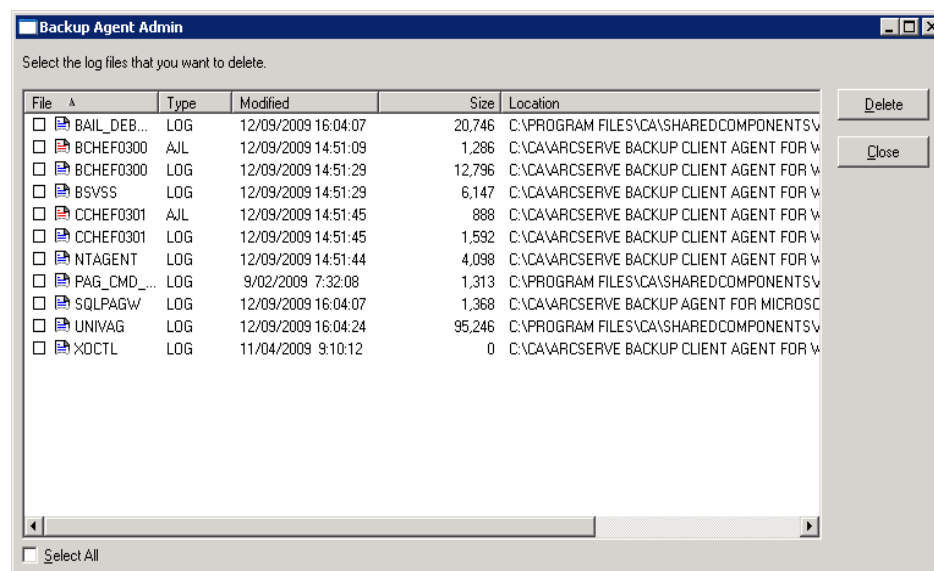 Backup Agent Admin
Select the log files that you want to delete.
File Type Modified Size Location
BAIL_DEB... LOG 12/09/2009 16:04:07 20,746 C:\PROGRAM FILES\CA\SHAREDCOMPONENTS\
BCHEF0300 AJL 12/09/2009 14:51:09 1,286 C:\CA\ARCSERVE BACKUP CLIENT AGENT FOR
BCHEF0300 LOG 12/09/2009 14:51:29 12,796 C:\CA\ARCSERVE BACKUP CLIENT AGENT FOR
BSVSS LOG 12/09/2009 14:51:29 6,147 C:\CA\ARCSERVE BACKUP CLIENT AGENT FOR
CCHEF0301 AJL 12/09/2009 14:51:45 888 C:\CA\ARCSERVE BACKUP CLIENT AGENT FOR
CCHEF0301 LOG 12/09/2009 14:51:45 1,592 C:\CA\ARCSERVE BACKUP CLIENT AGENT FOR
NTAGENT LOG 12/09/2009 14:51:44 4,098 C:\CA\ARCSERVE BACKUP CLIENT AGENT FOR
PAG_CMD_... LOG 9/02/2009 7:32:08 1,313 C:\PROGRAM FILES\CA\SHAREDCOMPONENTS\
SQLPAGW LOG 12/09/2009 16:04:07 1,368 C:\CA\ARCSERVE BACKUP AGENT FOR MICROSO
UNIVAG LOG 12/09/2009 16:04:24 95,246 C:\PROGRAM FILES\CA\SHAREDCOMPONENTS\
XOCTL LOG 11/04/2009 9:10:12 0 C:\CA\ARCSERVE BACKUP CLIENT AGENT FOR
Delete
Close
Select All